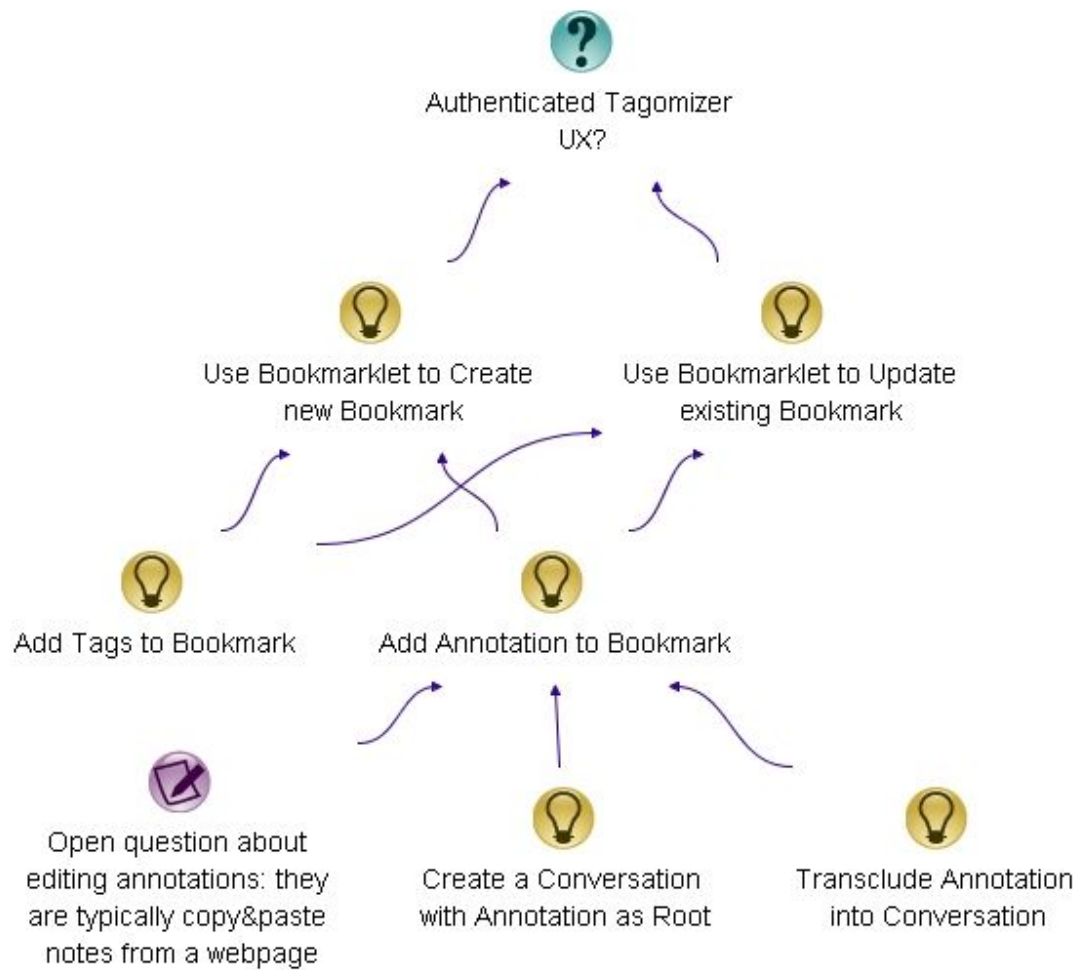 ?
Authenticated Tagomizer
UX?
Use Bookmarklet to Create
new Bookmark
Use Bookmarklet to Update
existing Bookmark
Add Tags to Bookmark
Add Annotation to Bookmark
Open question about
editing annotations: they
are typically copy&paste
notes from a webpage
Create a Conversation
with Annotation as Root
Transclude Annotation
into Conversation